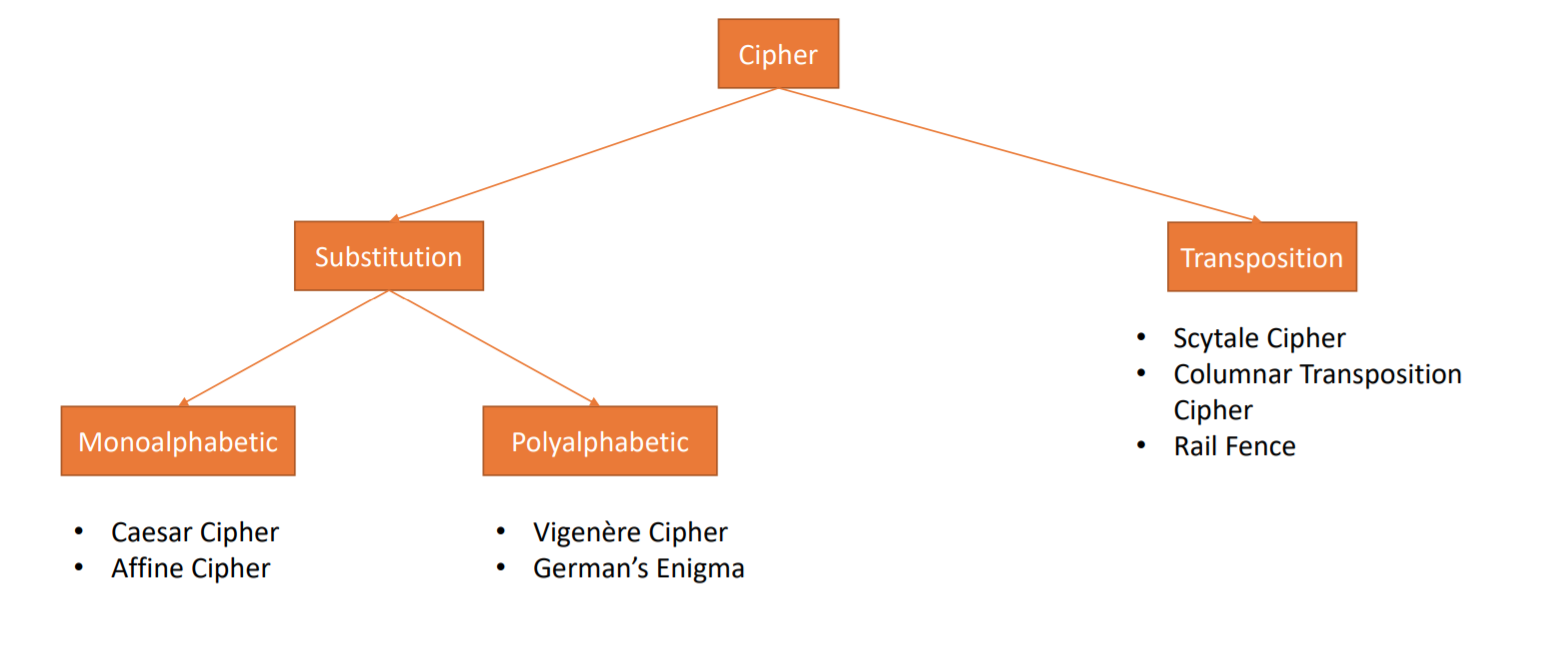 Cipher
Substitution
Transposition
• Scytale Cipher
• Columnar Transposition
Cipher
• Rail Fence
Monoalphabetic
Polyalphabetic
• Caesar Cipher
• Affine Cipher
• Vigenère Cipher
• German’s Enigma